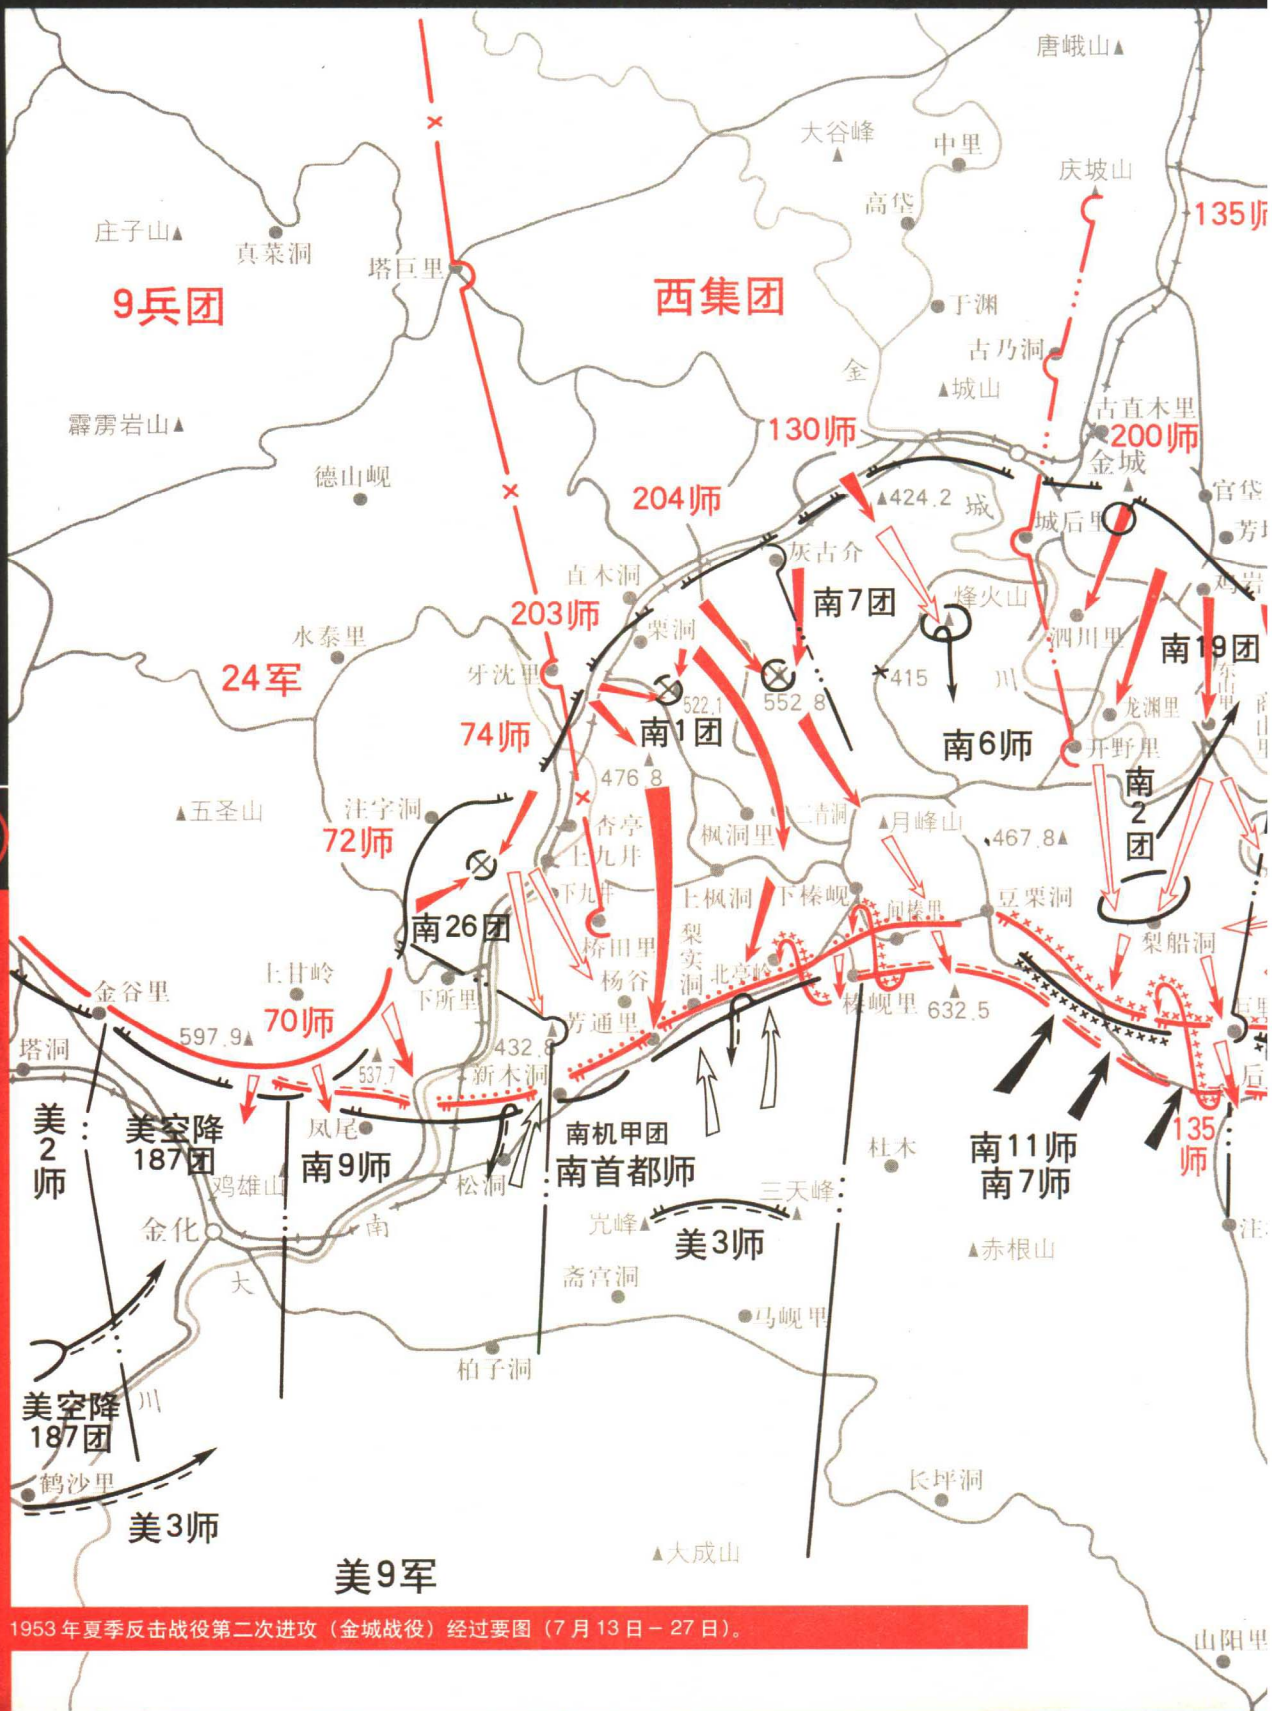 唐峨山
大谷峰
中里
庆坡山
135师
高垈
庄子山
真菜洞
塔巨里
9兵团
西集团
于渊
古乃洞
金
城山
霹雳岩山
古直木里
130师
200师
金城
德山岘
204师
424.2
城
官垈
城后里
灰古介
直木洞
南7团
烽火山
鸡岩
203师
栗洞
泗川里
水泰里
南19团
24军
牙沈里
415
川
522.1
552.8
龙渊里
74师
南1团
南6师
开野里
476.8
南
2
团
五圣山
注字洞
杏亭
枫洞里
二青洞
月峰山
467.8
72师
上九井
下九井
上枫洞
下榛岘
间榛里
豆栗洞
南26团
桥田里
梨
实
洞
梨船洞
上甘岭
杨谷
北亭岭
金谷里
下所里
榛岘里
632.5
70师
597.9
芳通里
塔洞
432.8
537.7
新木洞
美
2
师
美空降
187团
凤尾
南机甲团
南11师
135
师
南9师
南首都师
杜木
南7师
鸡雄山
松洞
三天峰
金化
南
岇峰
美3师
赤根山
大
斋宫洞
马岘里
柏子洞
美空降
187团
川
鹤沙里
长坪洞
美3师
大成山
美9军
1953年夏季反击战役第二次进攻（金城战役）经过要图（7月13日－27日）。
山阳里